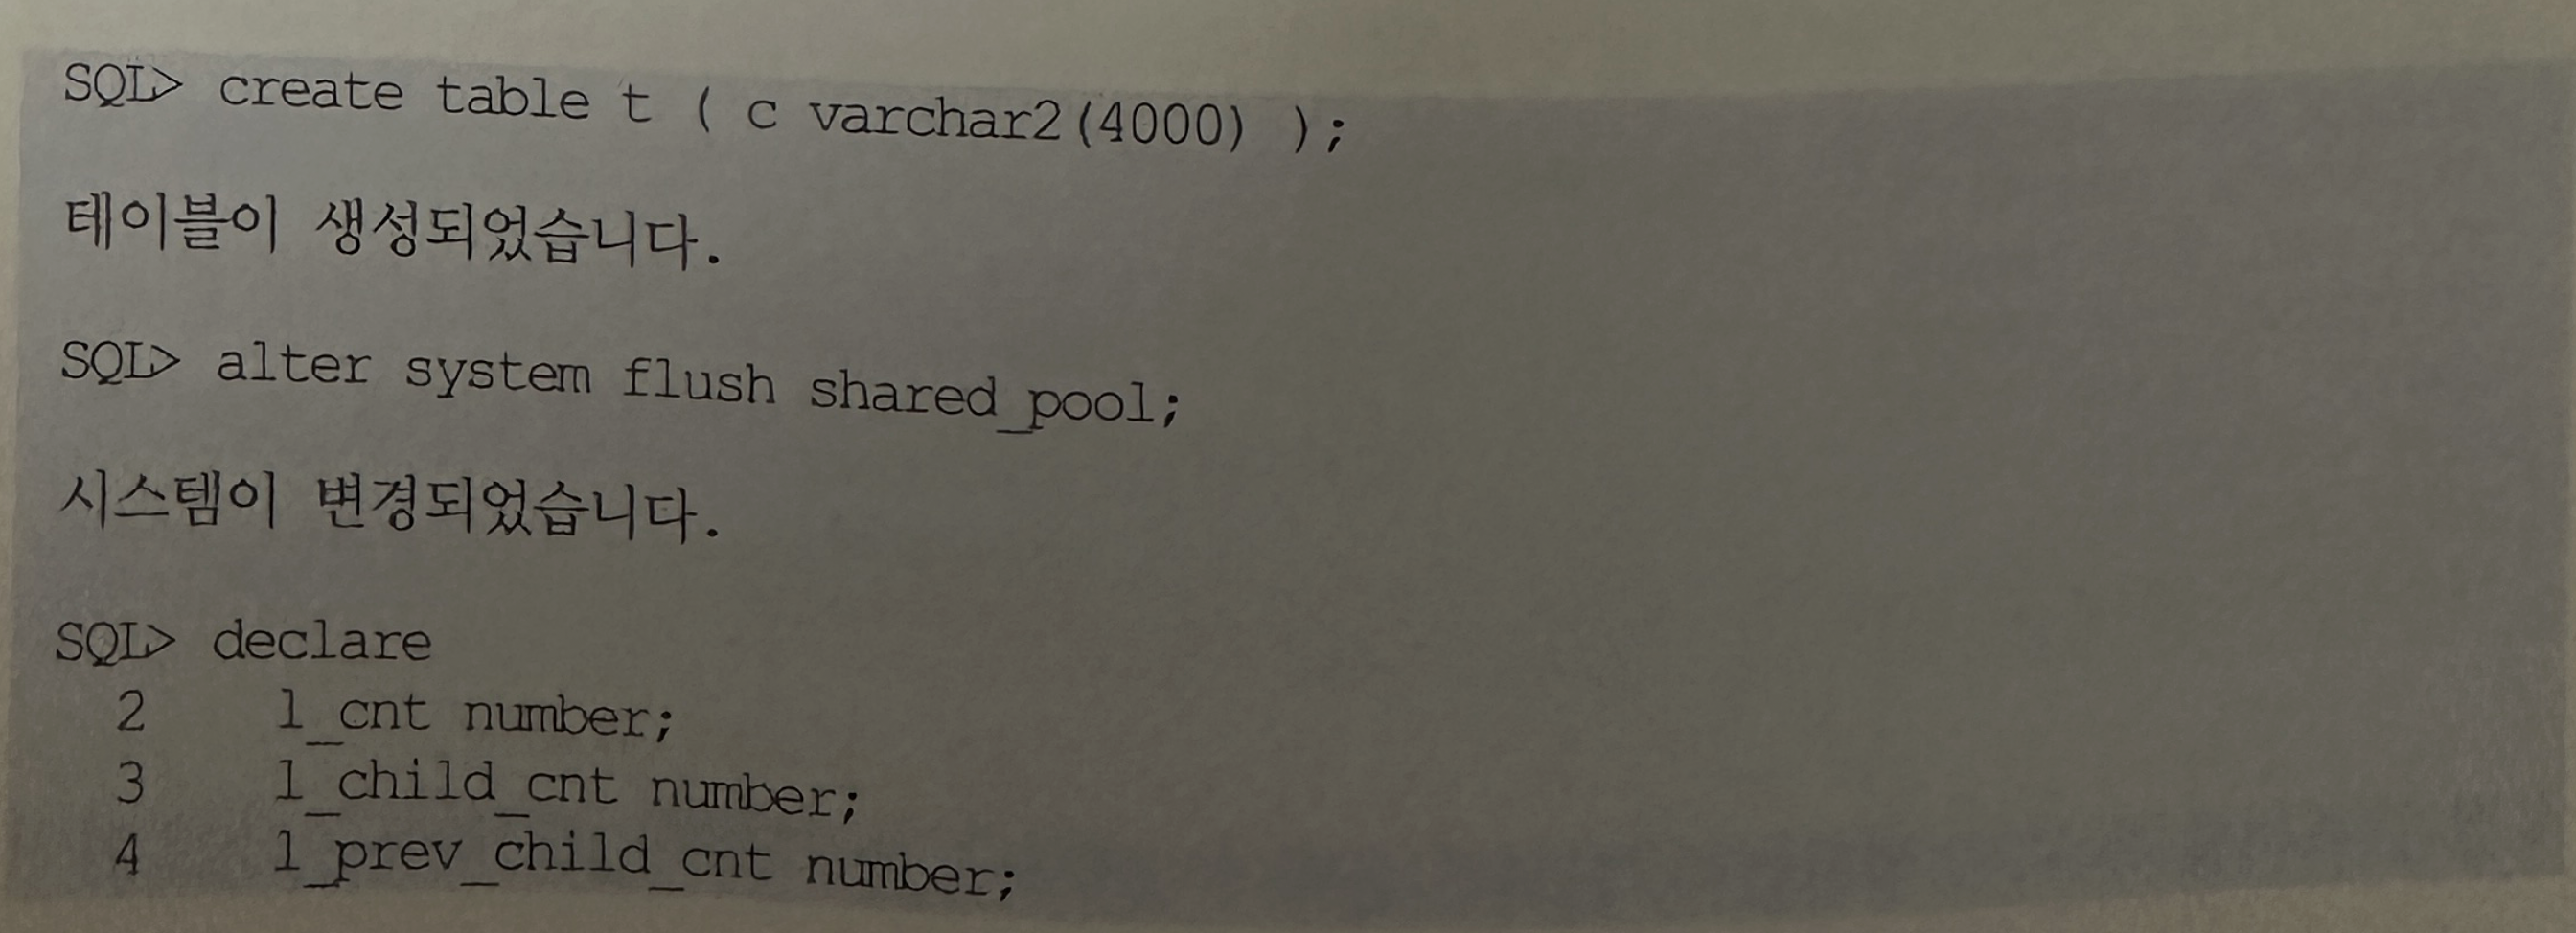 SQL> create table t ( c varchar2(4000) );
테이블이 생성되었습니다.
SQL> alter system flush shared_pool;
시스템이 변경되었습니다.
SQL> declare
2 l_cnt number;
3 l_child_cnt number;
4 l_prev_child_cnt number;